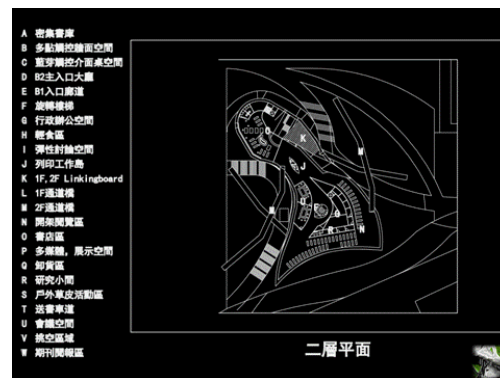 A 密集書庫
B 多點觸控牆面空間
C 藍芽觸控介面桌空間
D B2主入口大廳
E B1入口廊道
F 旋轉樓梯
G 行政辦公空間
H 輕食區
I 彈性討論空間
J 列印工作島
K 1F,2F Linkingboard
L 1F通道橋
M 2F通道橋
N 開架閱覽區
O 書店區
P 多媒體，展示空間
Q 卸貨區
R 研究小間
S 戶外草皮活動區
T 送書車道
U 會議空間
V 挑空區域
W 期刊閱報區
K
M
J
R
N
二層平面